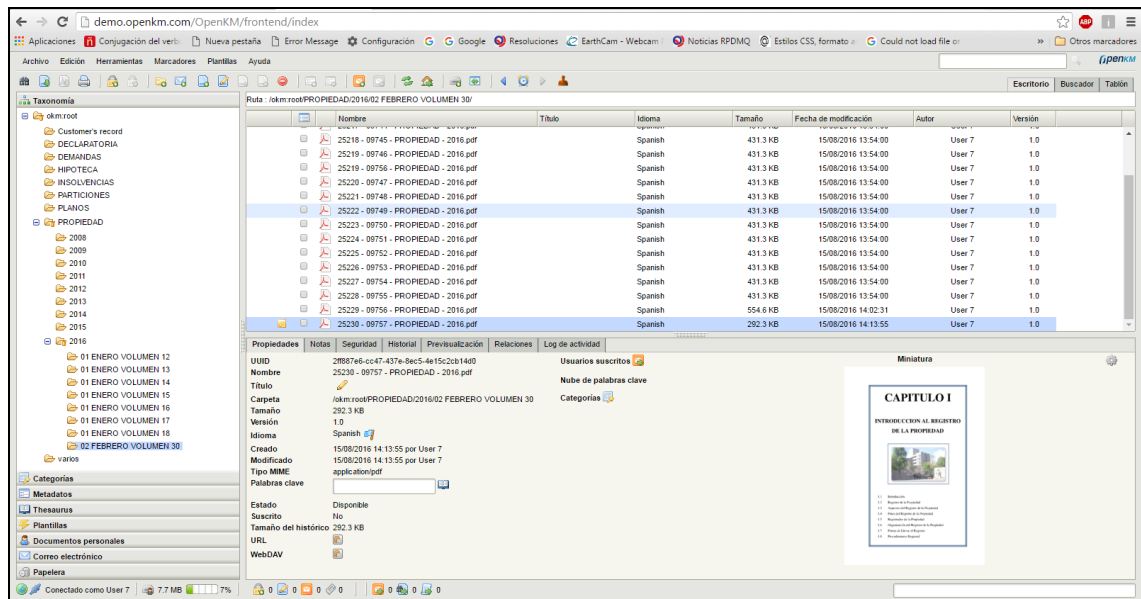 demo.openkm.com/OpenKM/frontend/index
Aplicaciones Conjugación del verb Nueva pestaña Error Message Configuración G Google Resoluciones EarthCam - Webcam Noticias RPDMQ Estilos CSS, formato Could not load file or » Otros marcadores
Archivo Edición Herramientas Marcadores Plantillas Ayuda
OpenKM
Escritorio Buscador Tablón
Taxonomía
okm:root
Customer's record
DECLARATORIA
DEMANDAS
HIPOTECA
INSOLVENCIAS
PARTICIONES
PLANOS
PROPIEDAD
2008
2009
2010
2011
2012
2013
2014
2015
2016
01 ENERO VOLUMEN 12
01 ENERO VOLUMEN 13
01 ENERO VOLUMEN 14
01 ENERO VOLUMEN 15
01 ENERO VOLUMEN 16
01 ENERO VOLUMEN 17
01 ENERO VOLUMEN 18
02 FEBRERO VOLUMEN 30
varios
Categorías
Metadatos
Thesaurus
Plantillas
Documentos personales
Correo electrónico
Papelera
Ruta : /okm:root/PROPIEDAD/2016/02 FEBRERO VOLUMEN 30/
Nombre Título Idioma Tamaño Fecha de modificación Autor Versión
25218 - 09745 - PROPIEDAD - 2016.pdf Spanish 431.3 KB 15/08/2016 13:54:00 User 7 1.0
25219 - 09746 - PROPIEDAD - 2016.pdf Spanish 431.3 KB 15/08/2016 13:54:00 User 7 1.0
25219 - 09756 - PROPIEDAD - 2016.pdf Spanish 431.3 KB 15/08/2016 13:54:00 User 7 1.0
25220 - 09747 - PROPIEDAD - 2016.pdf Spanish 431.3 KB 15/08/2016 13:54:00 User 7 1.0
25221 - 09748 - PROPIEDAD - 2016.pdf Spanish 431.3 KB 15/08/2016 13:54:00 User 7 1.0
25222 - 09749 - PROPIEDAD - 2016.pdf Spanish 431.3 KB 15/08/2016 13:54:00 User 7 1.0
25223 - 09750 - PROPIEDAD - 2016.pdf Spanish 431.3 KB 15/08/2016 13:54:00 User 7 1.0
25224 - 09751 - PROPIEDAD - 2016.pdf Spanish 431.3 KB 15/08/2016 13:54:00 User 7 1.0
25225 - 09752 - PROPIEDAD - 2016.pdf Spanish 431.3 KB 15/08/2016 13:54:00 User 7 1.0
25226 - 09753 - PROPIEDAD - 2016.pdf Spanish 431.3 KB 15/08/2016 13:54:00 User 7 1.0
25227 - 09754 - PROPIEDAD - 2016.pdf Spanish 431.3 KB 15/08/2016 13:54:00 User 7 1.0
25228 - 09755 - PROPIEDAD - 2016.pdf Spanish 431.3 KB 15/08/2016 13:54:00 User 7 1.0
25229 - 09756 - PROPIEDAD - 2016.pdf Spanish 554.6 KB 15/08/2016 14:02:31 User 7 1.0
25230 - 09757 - PROPIEDAD - 2016.pdf Spanish 292.3 KB 15/08/2016 14:13:55 User 7 1.0
Propiedades Notas Seguridad Historial Previsualización Relaciones Log de actividad
UUID 2ff887e6-cc47-437e-8ec5-4e15c2cb14d0
Nombre 25230 - 09757 - PROPIEDAD - 2016.pdf
Título
Carpeta /okm:root/PROPIEDAD/2016/02 FEBRERO VOLUMEN 30
Tamaño 292.3 KB
Versión 1.0
Idioma Spanish
Creado 15/08/2016 14:13:55 por User 7
Modificado 15/08/2016 14:13:55 por User 7
Tipo MIME application/pdf
Palabras clave
Estado Disponible
Suscrito No
Tamaño del histórico 292.3 KB
URL
WebDAV
Usuarios suscritos
Nube de palabras clave
Categorías
Miniatura
CAPITULO I
INTRODUCCION AL REGISTRO
DE LA PROPIEDAD
Conectado como User 7 7.7 MB 7% 0 0 0 0 0 0 0